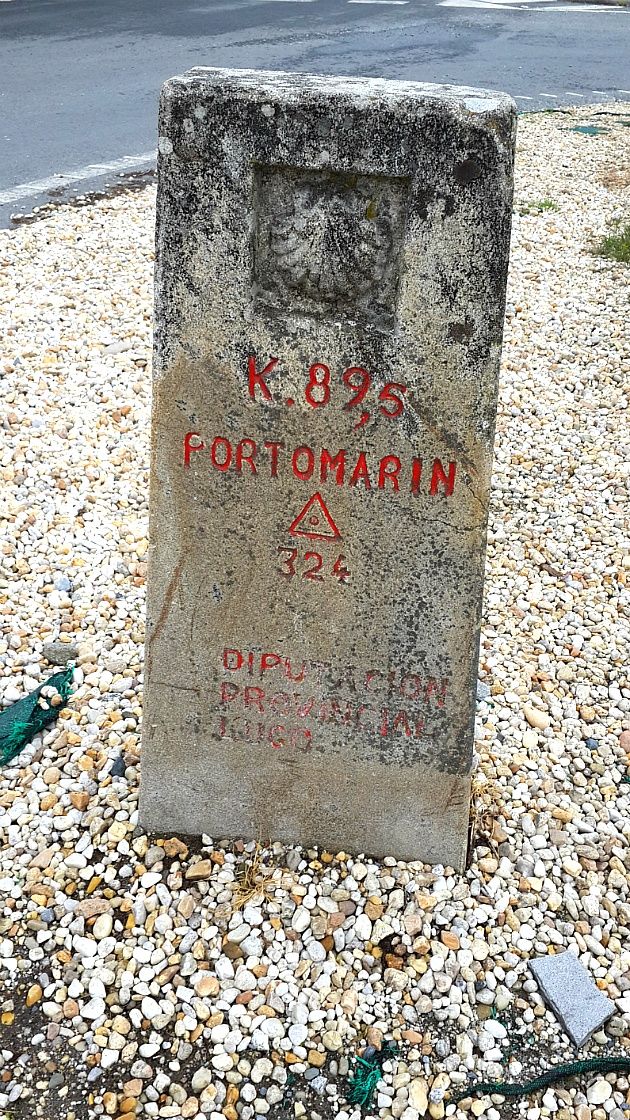 K. 89,5
PORTOMARIN
324
DIPUTACION
PROVINCIAL
LUGO